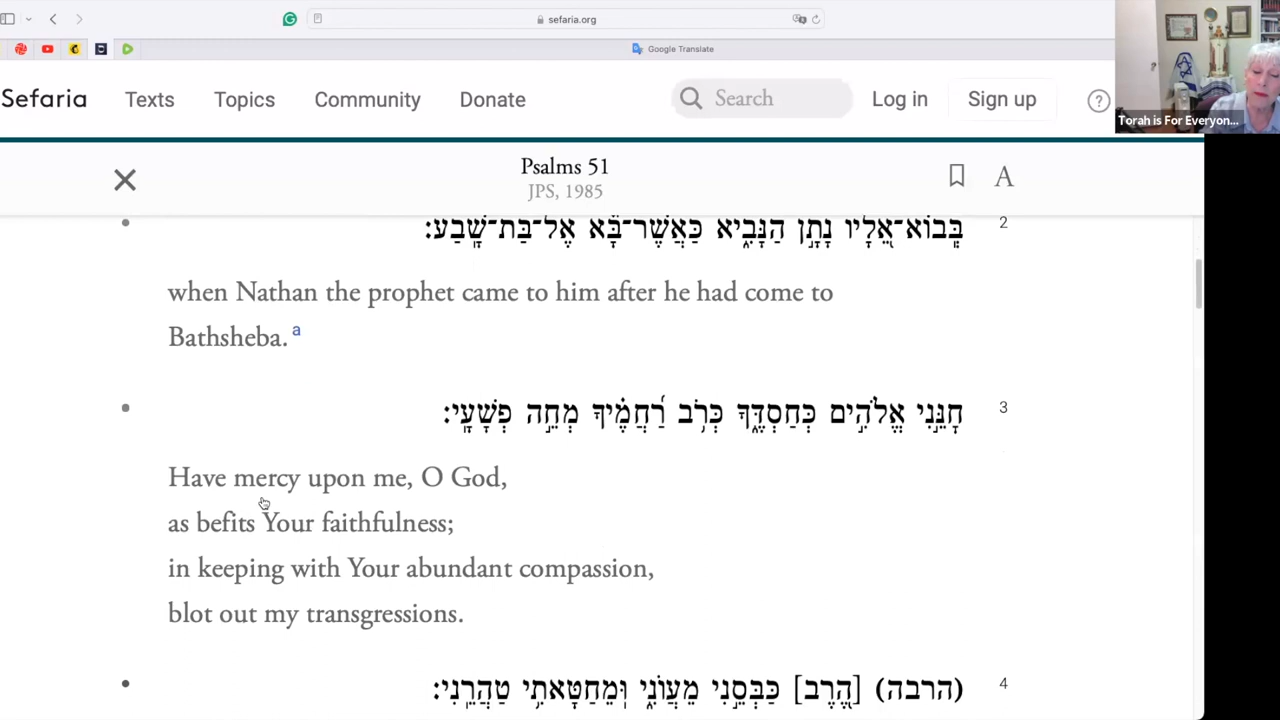 sefaria.org
Google Translate
Sefaria Texts Topics Community Donate Search Log in Sign up ?
Torah is For Everyon...
Psalms 51
JPS, 1985
A
2
בְּֽבוֹא־אֵ֭לָיו נָתָ֣ן הַנָּבִ֑יא כַּאֲשֶׁר־בָּ֝֗א אֶל־בַּת־שָֽׁבַע׃
when Nathan the prophet came to him after he had come to
Bathsheba. a
3
חׇנֵּ֣נִי אֱלֹהִ֣ים כְּחַסְדֶּ֑ךָ כְּרֹ֥ב רַ֝חֲמֶ֗יךָ מְחֵ֣ה פְשָׁעָֽי׃
Have mercy upon me, O God,
as befits Your faithfulness;
in keeping with Your abundant compassion,
blot out my transgressions.
4
(הרבה) [הֶ֭רֶב] כַּבְּסֵ֣נִי מֵעֲוֺנִ֑י וּֽמֵחַטָּאתִ֥י טַהֲרֵֽנִי׃